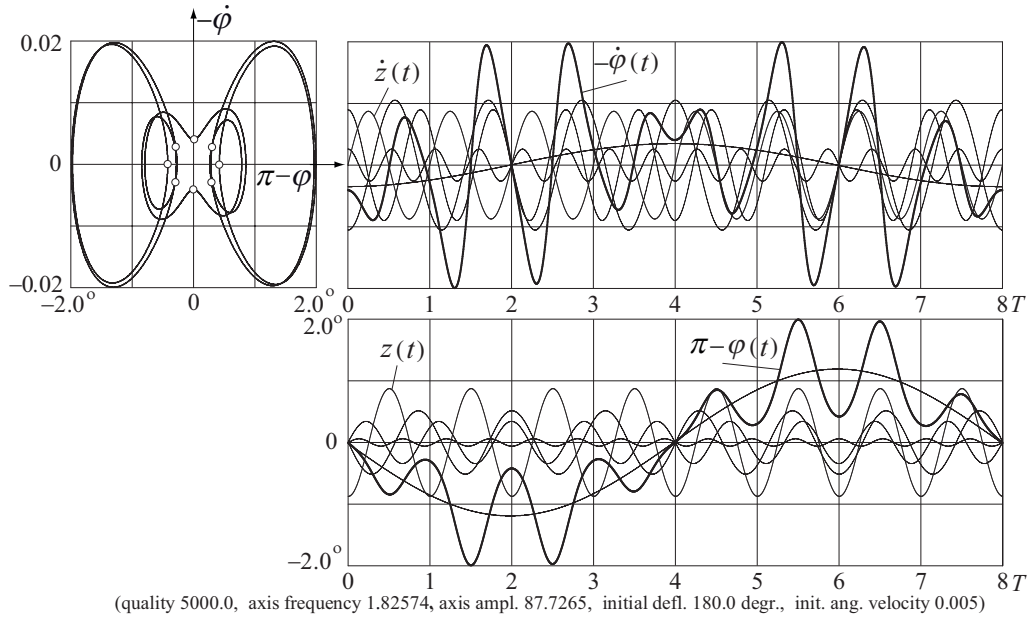 −φ̇
0.02
0
−0.02
π−φ
−2.0°
0
2.0°
ż(t)
−φ̇(t)
0 1 2 3 4 5 6 7 8 T
2.0°
0
−2.0°
z(t)
π−φ(t)
0 1 2 3 4 5 6 7 8 T
(quality 5000.0, axis frequency 1.82574, axis ampl. 87.7265, initial defl. 180.0 degr., init. ang. velocity 0.005)